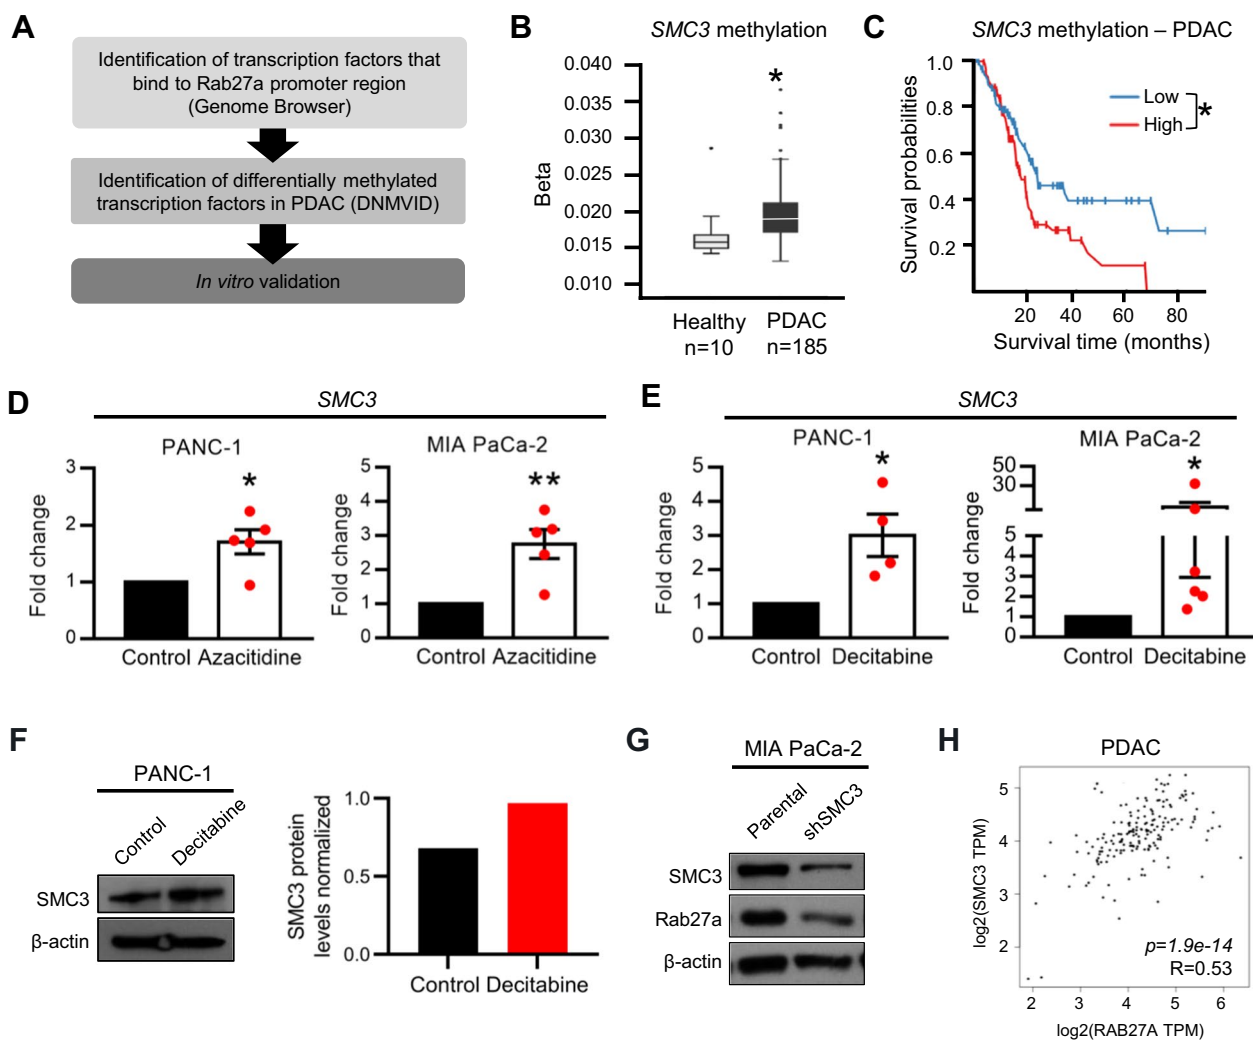 A
Identification of transcription factors that
bind to Rab27a promoter region
(Genome Browser)
Identification of differentially methylated
transcription factors in PDAC (DNMVID)
In vitro validation
B
SMC3 methylation
Beta
0.040
0.035
0.030
0.025
0.020
0.015
0.010
*
Healthy
n=10
PDAC
n=185
C
SMC3 methylation – PDAC
Survival probabilities
1.0
0.8
0.6
0.4
0.2
Low
High
*
20 40 60 80
Survival time (months)
D
SMC3
PANC-1
Fold change
3
2
1
0
*
Control Azacitidine
MIA PaCa-2
Fold change
5
4
3
2
1
0
**
Control Azacitidine
E
SMC3
PANC-1
Fold change
5
4
3
2
1
0
*
Control Decitabine
MIA PaCa-2
Fold change
50
30
5
4
3
2
1
0
*
Control Decitabine
F
PANC-1
Control
Decitabine
SMC3
β-actin
SMC3 protein
levels normalized
1.0
0.5
0.0
Control Decitabine
G
MIA PaCa-2
Parental
shSMC3
SMC3
Rab27a
β-actin
H
PDAC
log2(SMC3 TPM)
5
4
3
2
p=1.9e-14
R=0.53
2 3 4 5 6
log2(RAB27A TPM)